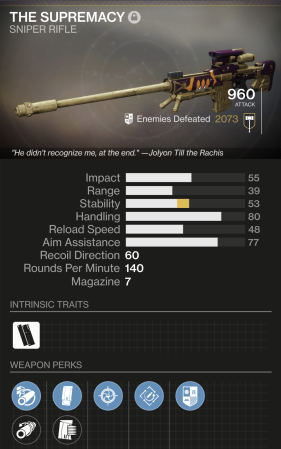 THE SUPREMACY
SNIPER RIFLE
960
ATTACK
Enemies Defeated 2073
"He didn't recognize me, at the end." —Jolyon Till the Rachis
Impact 55
Range 39
Stability 53
Handling 80
Reload Speed 48
Aim Assistance 77
Recoil Direction 60
Rounds Per Minute 140
Magazine 7
INTRINSIC TRAITS
WEAPON PERKS